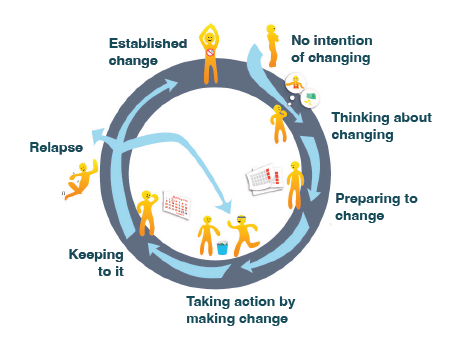 Established
change
No intention
of changing
Thinking about
changing
Relapse
Preparing to
change
Keeping
to it
Taking action by
making change